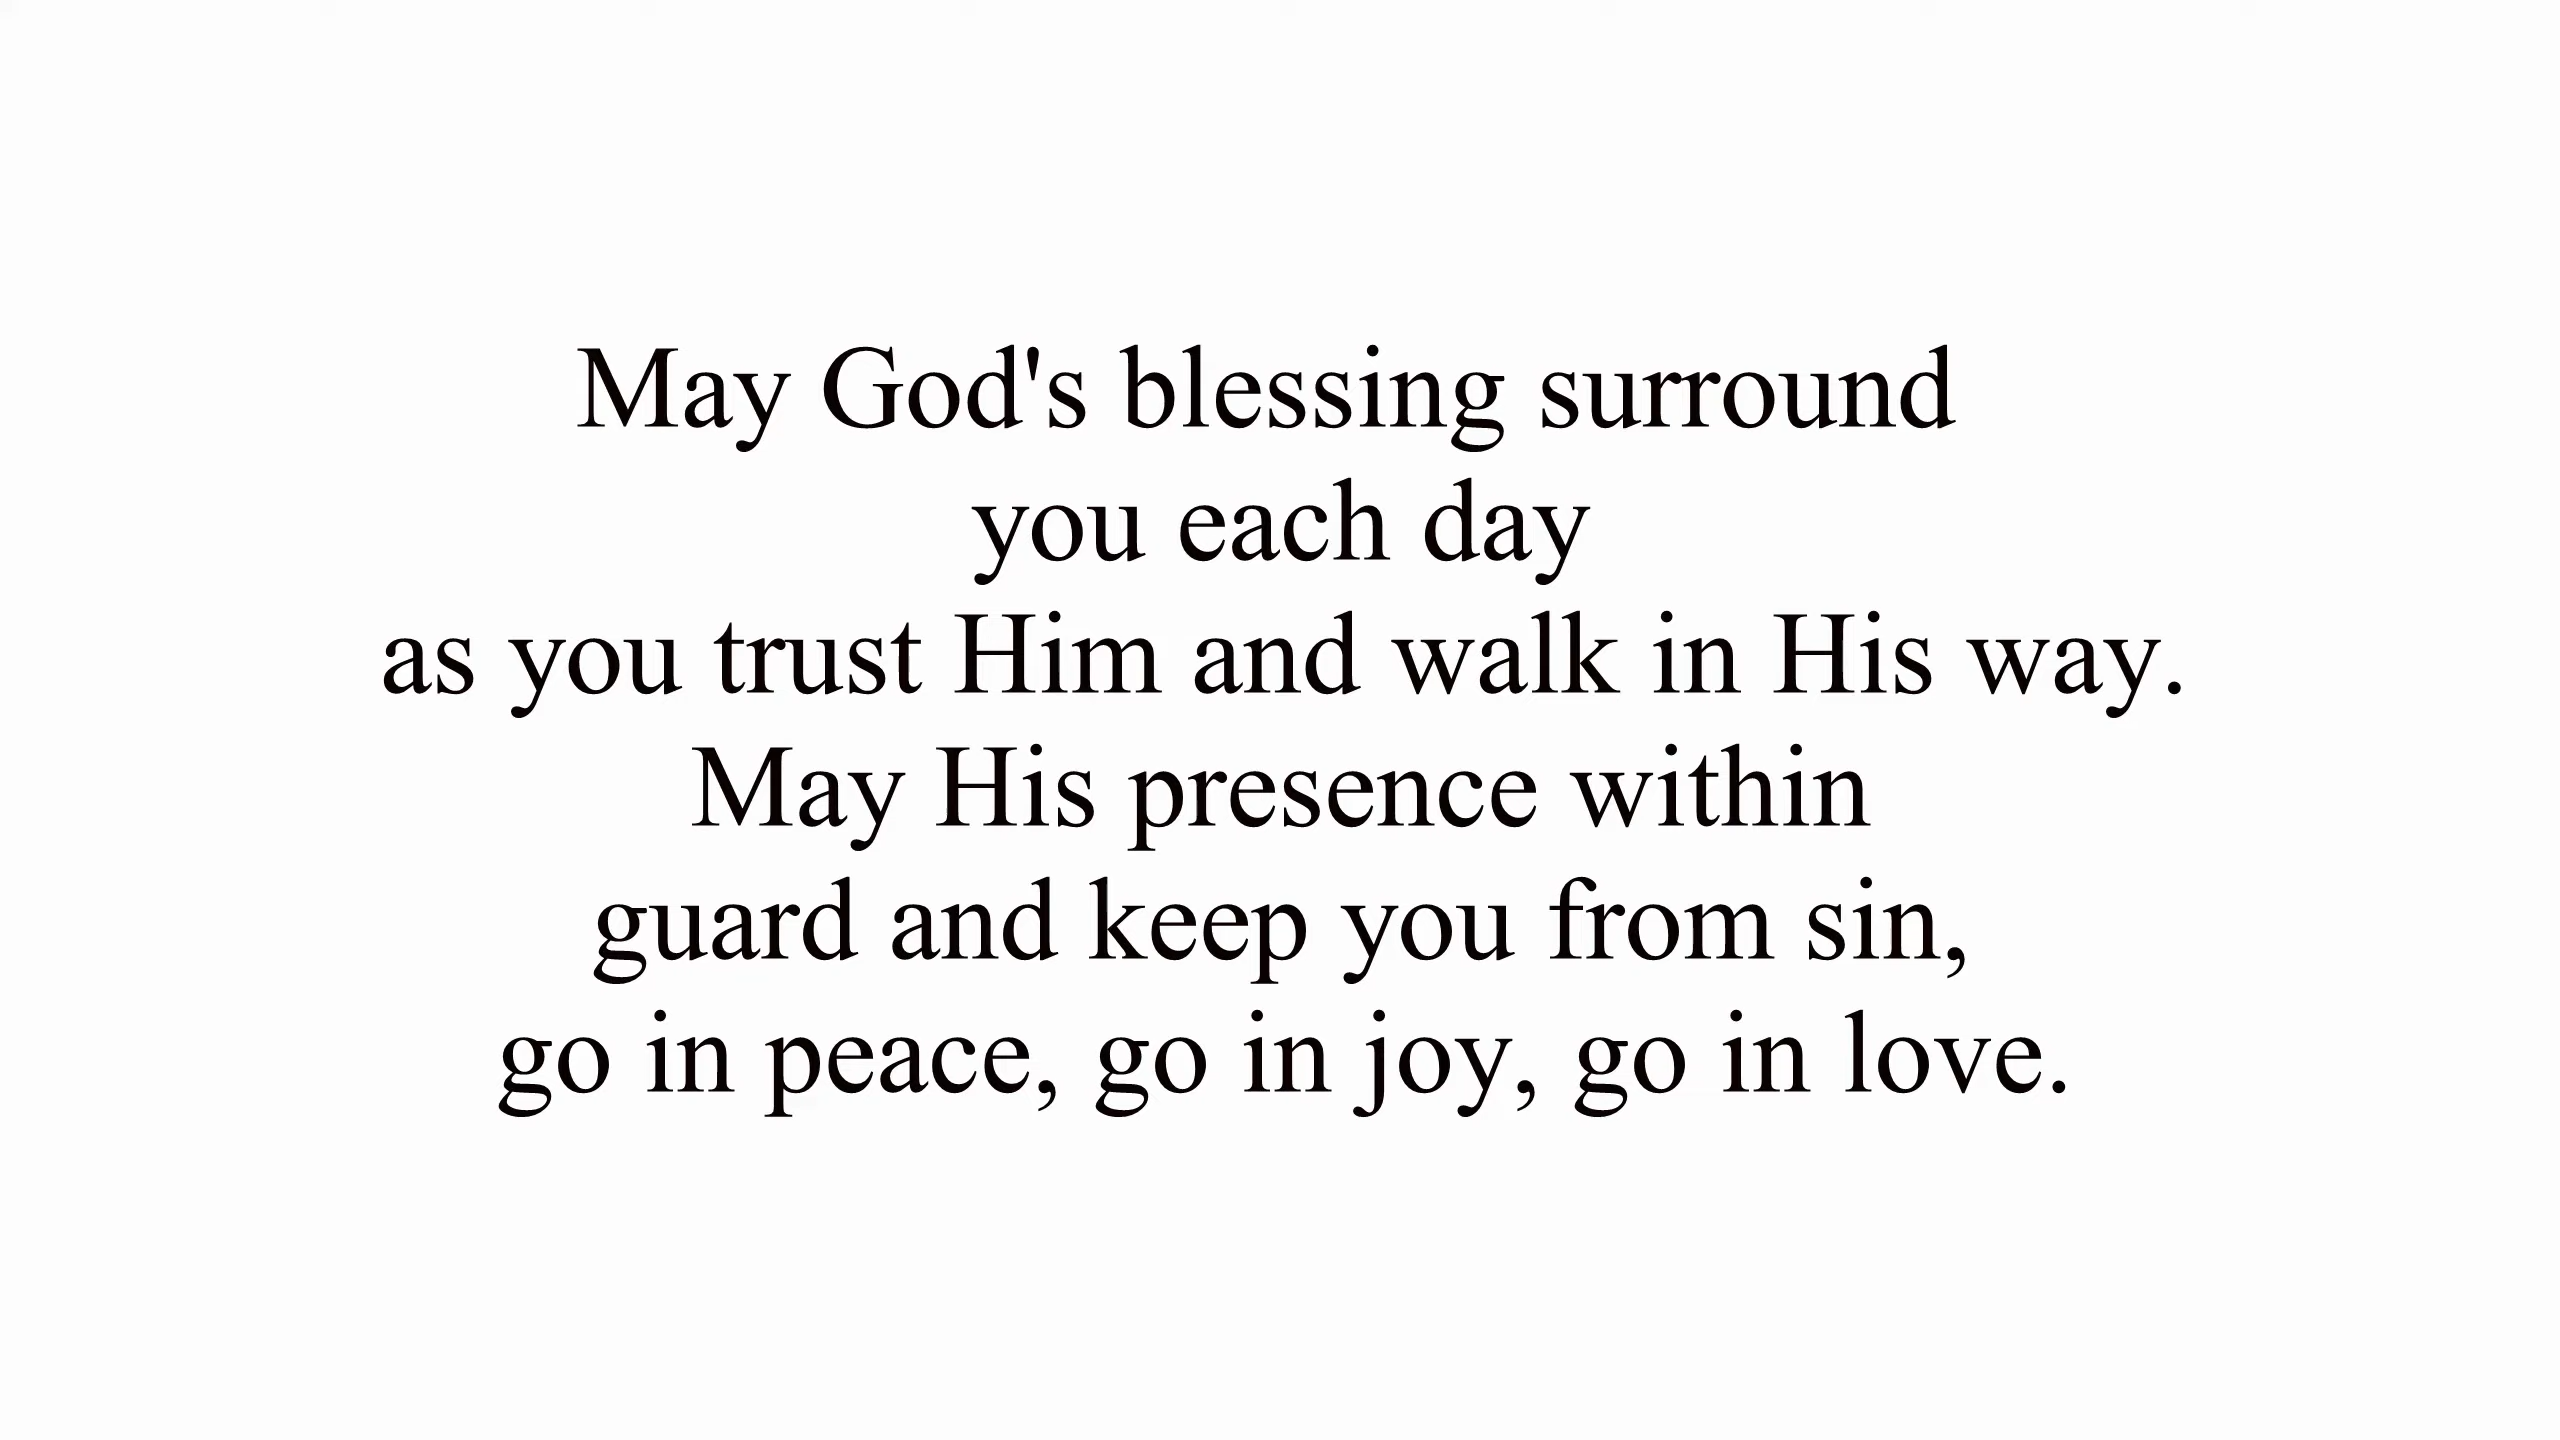 May God's blessing surround
you each day
as you trust Him and walk in His way.
May His presence within
guard and keep you from sin,
go in peace, go in joy, go in love.